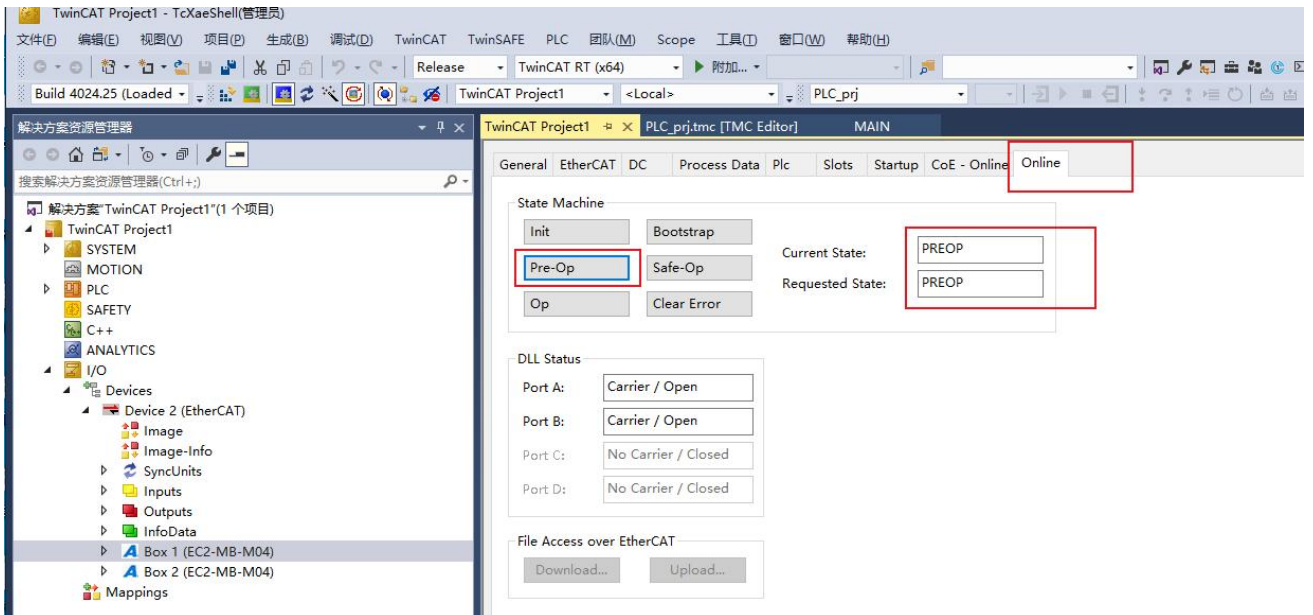 TwinCAT Project1 - TcXaeShell(管理员)
文件(F) 编辑(E) 视图(V) 项目(P) 生成(B) 调试(D) TwinCAT TwinSAFE PLC 团队(M) Scope 工具(T) 窗口(W) 帮助(H)
Release TwinCAT RT (x64) 附加...
Build 4024.25 (Loaded TwinCAT Project1 <Local> PLC_prj
解决方案资源管理器
搜索解决方案资源管理器(Ctrl+;)
解决方案"TwinCAT Project1"(1 个项目)
TwinCAT Project1
SYSTEM
MOTION
PLC
SAFETY
C++
ANALYTICS
I/O
Devices
Device 2 (EtherCAT)
Image
Image-Info
SyncUnits
Inputs
Outputs
InfoData
Box 1 (EC2-MB-M04)
Box 2 (EC2-MB-M04)
Mappings
TwinCAT Project1 PLC_prj.tmc [TMC Editor] MAIN
General EtherCAT DC Process Data Plc Slots Startup CoE - Online Online
State Machine
Init Bootstrap
Pre-Op Safe-Op
Op Clear Error
Current State: PREOP
Requested State: PREOP
DLL Status
Port A: Carrier / Open
Port B: Carrier / Open
Port C: No Carrier / Closed
Port D: No Carrier / Closed
File Access over EtherCAT
Download... Upload...